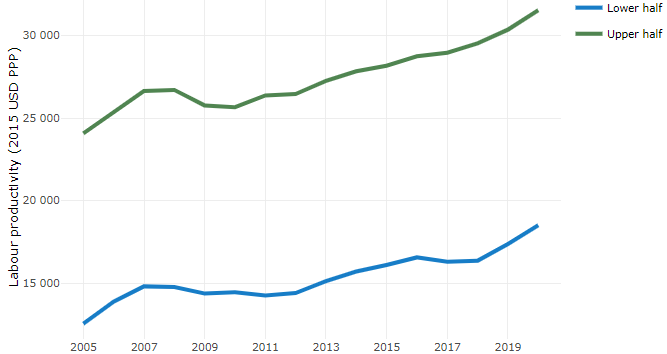 Lower half
Upper half
Labour productivity (2015 USD PPP)
30 000
25 000
20 000
15 000
2005 2007 2009 2011 2013 2015 2017 2019